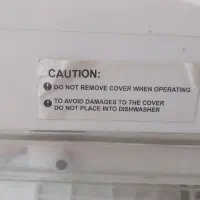 CAUTION:
DO NOT REMOVE COVER WHEN OPERATING
TO AVOID DAMAGES TO THE COVER
DO NOT PLACE INTO DISHWASHER